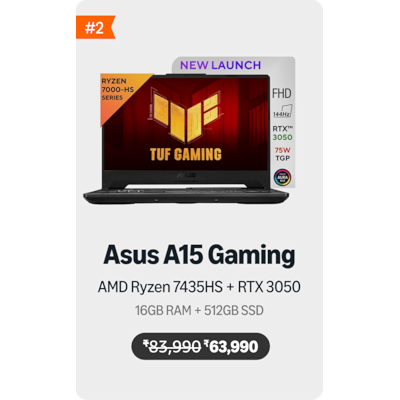 #2
NEW LAUNCH
RYZEN
7000-HS
SERIES
FHD
144Hz
RTX™
3050
75W
TGP
AURA
TUF GAMING
Asus A15 Gaming
AMD Ryzen 7435HS + RTX 3050
16GB RAM + 512GB SSD
₹83,990 ₹63,990